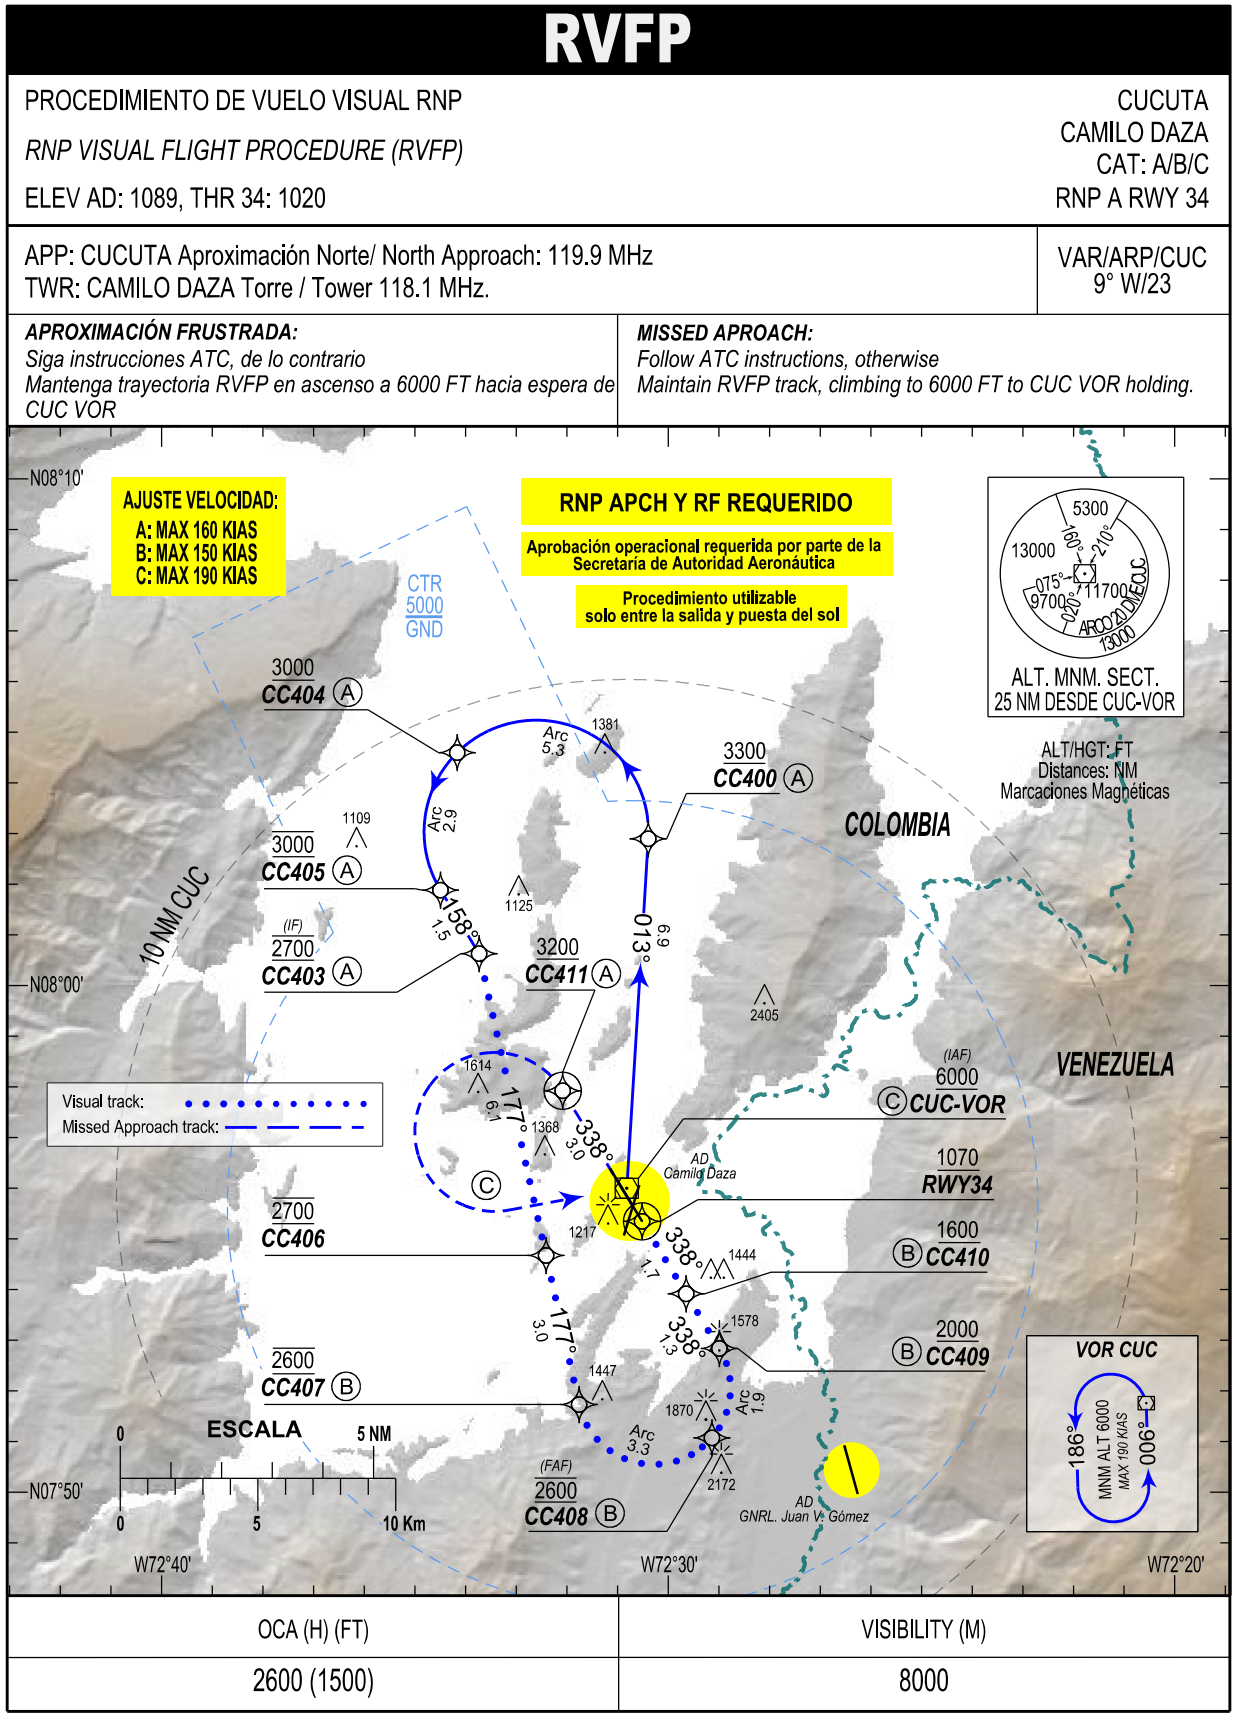 RVFP
PROCEDIMIENTO DE VUELO VISUAL RNP
RNP VISUAL FLIGHT PROCEDURE (RVFP)
ELEV AD: 1089, THR 34: 1020
CUCUTA
CAMILO DAZA
CAT: A/B/C
RNP A RWY 34
APP: CUCUTA Aproximación Norte/ North Approach: 119.9 MHz
TWR: CAMILO DAZA Torre / Tower 118.1 MHz.
VAR/ARP/CUC
9° W/23
APROXIMACIÓN FRUSTRADA:
Siga instrucciones ATC, de lo contrario
Mantenga trayectoria RVFP en ascenso a 6000 FT hacia espera de
CUC VOR
MISSED APROACH:
Follow ATC instructions, otherwise
Maintain RVFP track, climbing to 6000 FT to CUC VOR holding.
N08°10'
AJUSTE VELOCIDAD:
A: MAX 160 KIAS
B: MAX 150 KIAS
C: MAX 190 KIAS
RNP APCH Y RF REQUERIDO
Aprobación operacional requerida por parte de la
Secretaría de Autoridad Aeronáutica
Procedimiento utilizable
solo entre la salida y puesta del sol
CTR
5000
GND
5300
160°
210°
13000
075°
9700
020°
11700
ARCO 20 DME/CUC
13000
ALT. MNM. SECT.
25 NM DESDE CUC-VOR
ALT/HGT: FT
Distances: NM
Marcaciones Magnéticas
3000
CC404 A
Arc
5.3
1381
3300
CC400 A
COLOMBIA
1109
Arc
2.9
3000
CC405 A
1125
10 NM CUC
158°
1.5
(IF)
2700
CC403 A
3200
CC411 A
013°
6.9
N08°00'
2405
VENEZUELA
(IAF)
6000
C CUC-VOR
1614
6.1
177°
1368
338°
3.0
Visual track:
Missed Approach track:
AD
Camilo Daza
1070
RWY34
C
1217
2700
CC406
338°
1.7
1444
1600
B CC410
177°
3.0
338°
1.3
1578
2000
B CC409
2600
CC407 B
1447
1870
Arc
1.9
Arc
3.3
2172
(FAF)
2600
CC408 B
ESCALA
0
5 NM
0
5
10 Km
AD
GNRL. Juan V. Gómez
VOR CUC
186°
MNM ALT 6000
MAX 190 KIAS
006°
N07°50'
W72°40'
W72°30'
W72°20'
OCA (H) (FT)
VISIBILITY (M)
2600 (1500)
8000